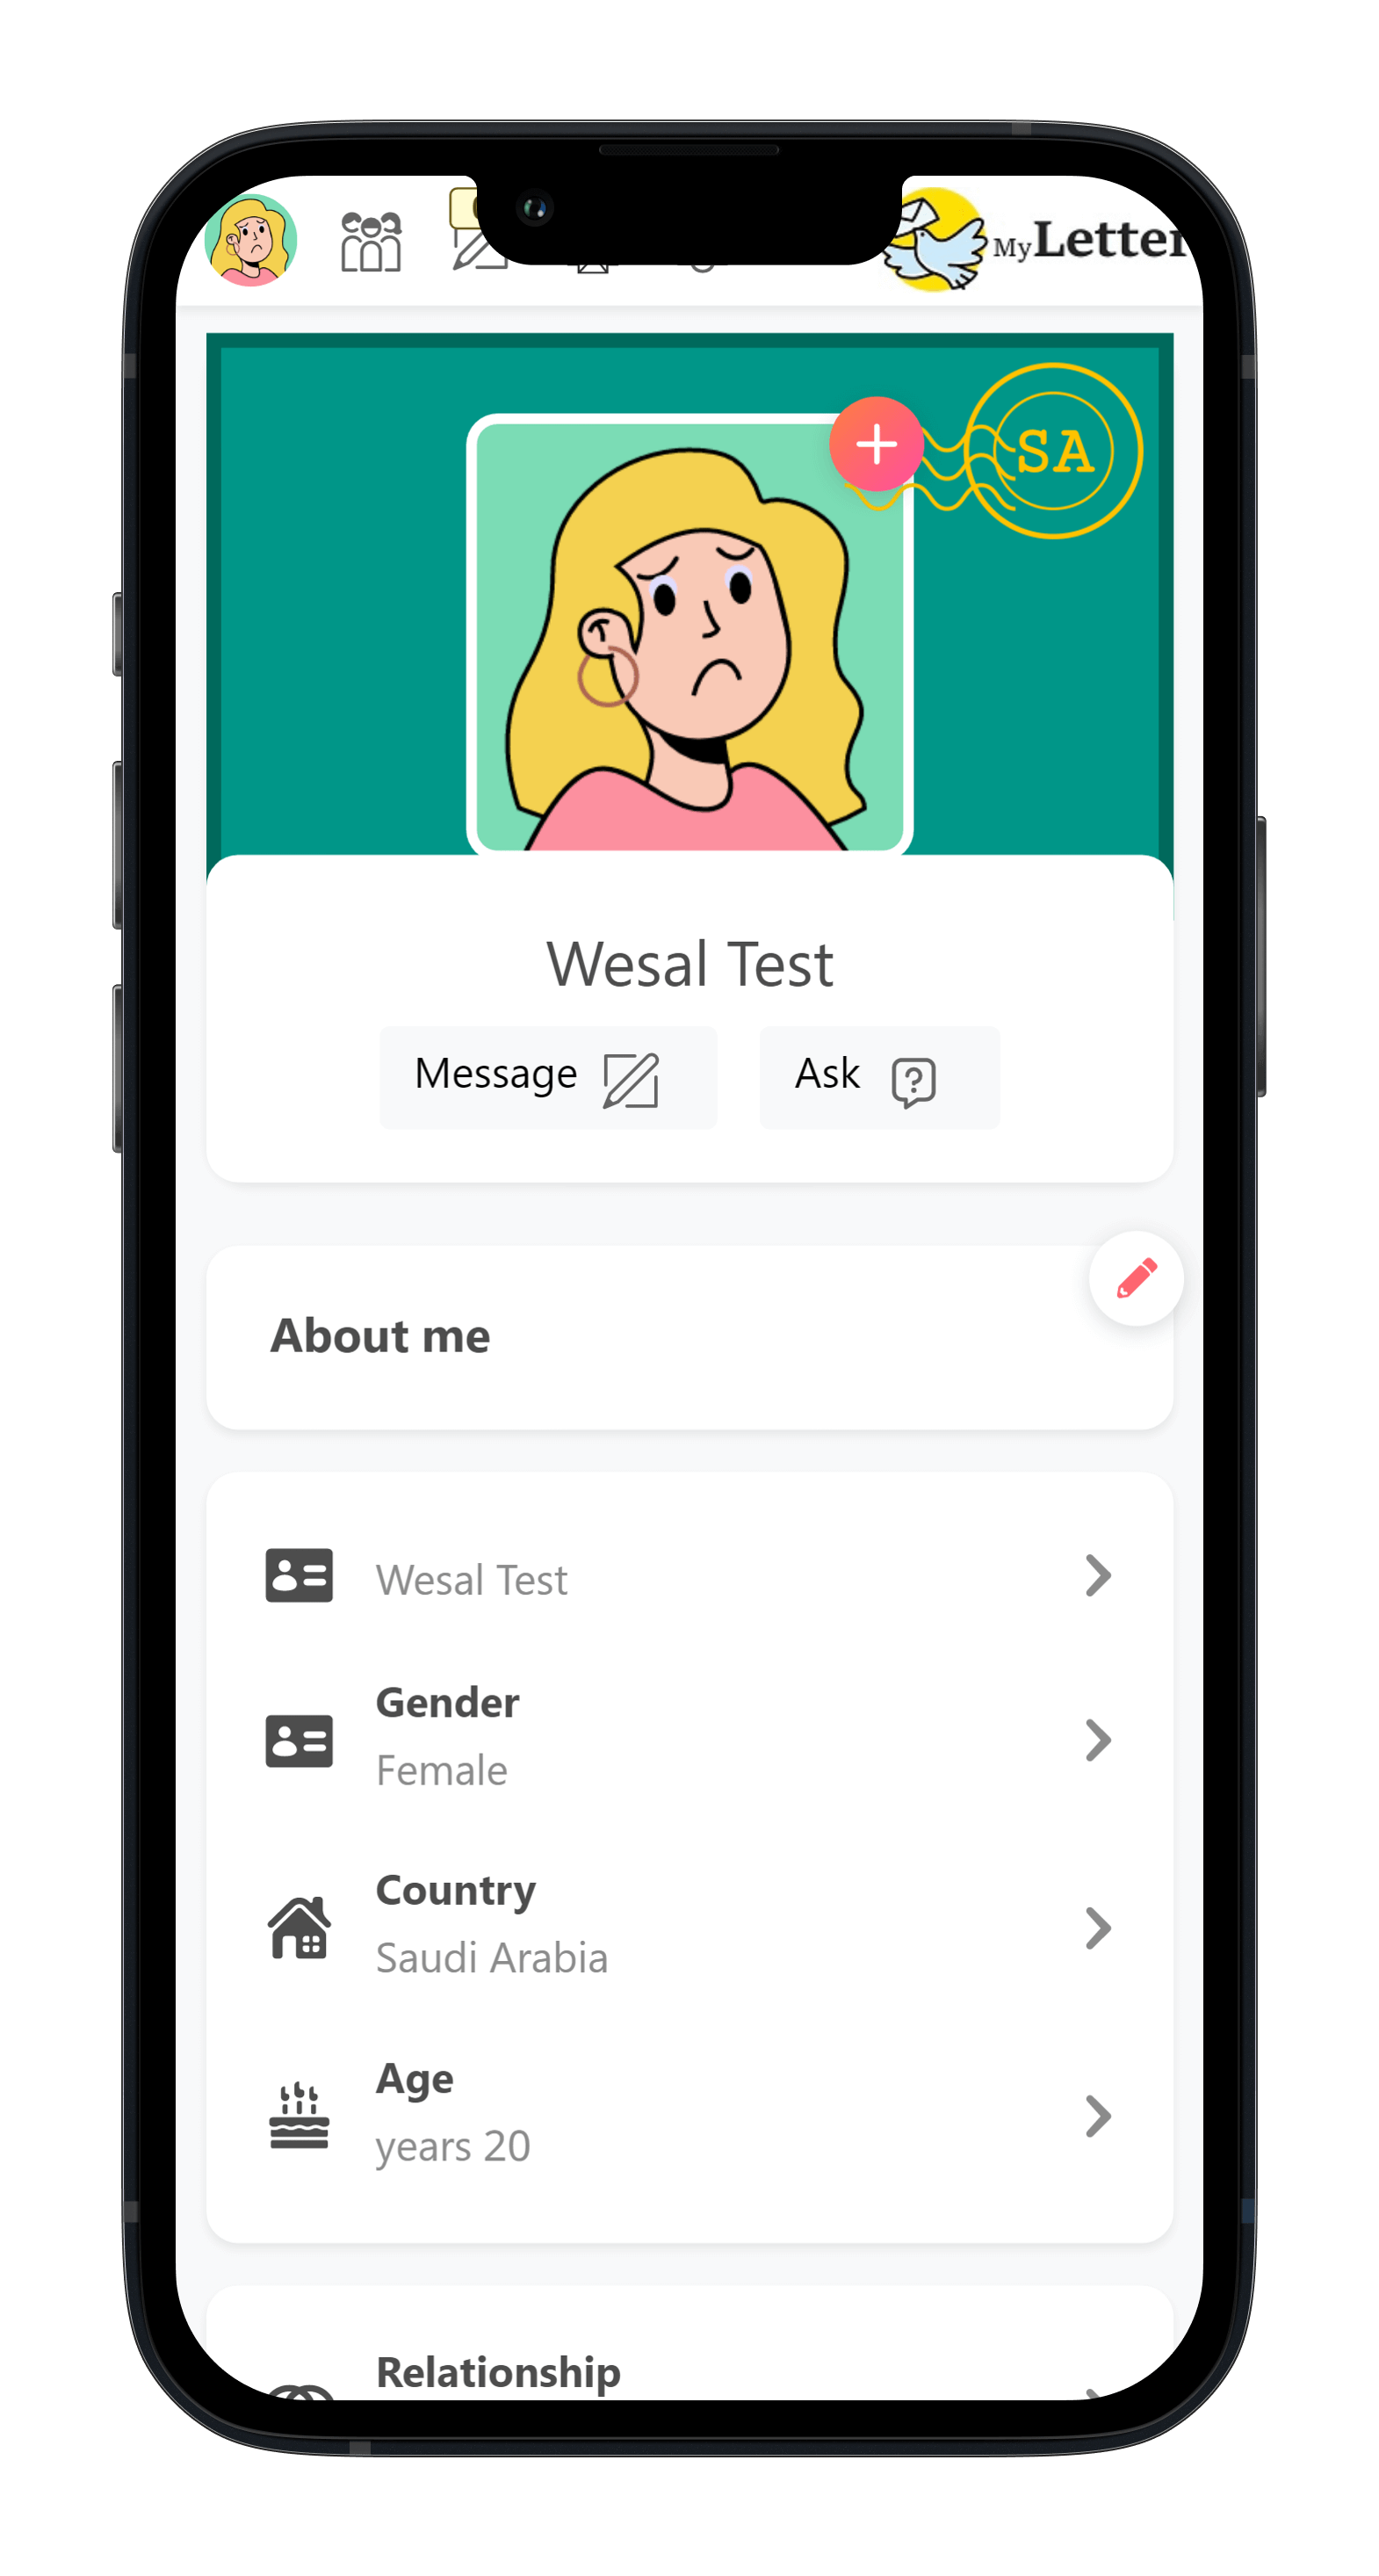 MyLetter
SA
Wesal Test
Message
Ask
About me
Wesal Test
Gender
Female
Country
Saudi Arabia
Age
years 20
Relationship